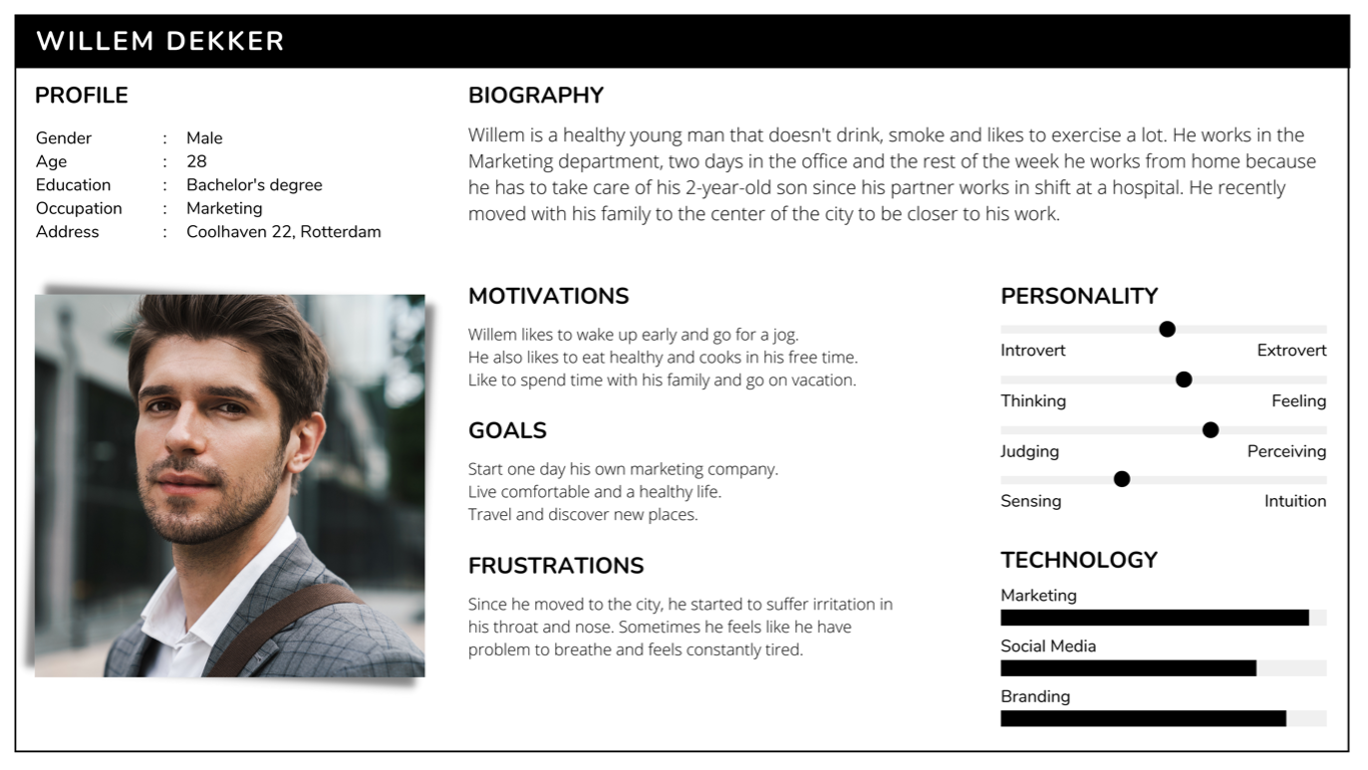 WILLEM DEKKER
PROFILE
Gender : Male
Age : 28
Education : Bachelor's degree
Occupation : Marketing
Address : Coolhaven 22, Rotterdam
BIOGRAPHY
Willem is a healthy young man that doesn't drink, smoke and likes to exercise a lot. He works in the
Marketing department, two days in the office and the rest of the week he works from home because
he has to take care of his 2-year-old son since his partner works in shift at a hospital. He recently
moved with his family to the center of the city to be closer to his work.
MOTIVATIONS
Willem likes to wake up early and go for a jog.
He also likes to eat healthy and cooks in his free time.
Like to spend time with his family and go on vacation.
GOALS
Start one day his own marketing company.
Live comfortable and a healthy life.
Travel and discover new places.
FRUSTRATIONS
Since he moved to the city, he started to suffer irritation in
his throat and nose. Sometimes he feels like he have
problem to breathe and feels constantly tired.
PERSONALITY
Introvert Extrovert
Thinking Feeling
Judging Perceiving
Sensing Intuition
TECHNOLOGY
Marketing
Social Media
Branding